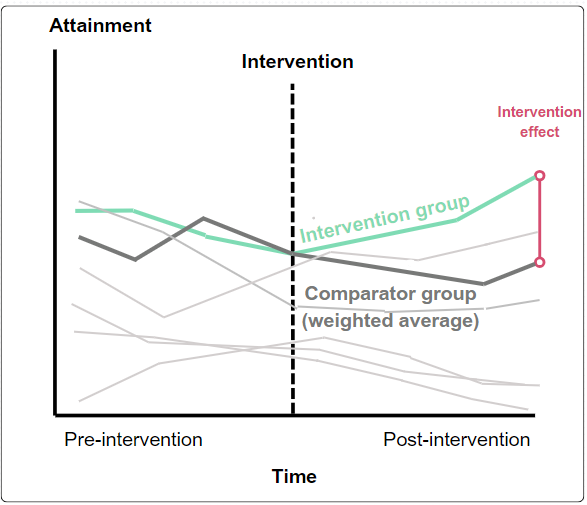 Attainment
Intervention
Intervention
effect
Intervention group
Comparator group
(weighted average)
Pre-intervention
Post-intervention
Time